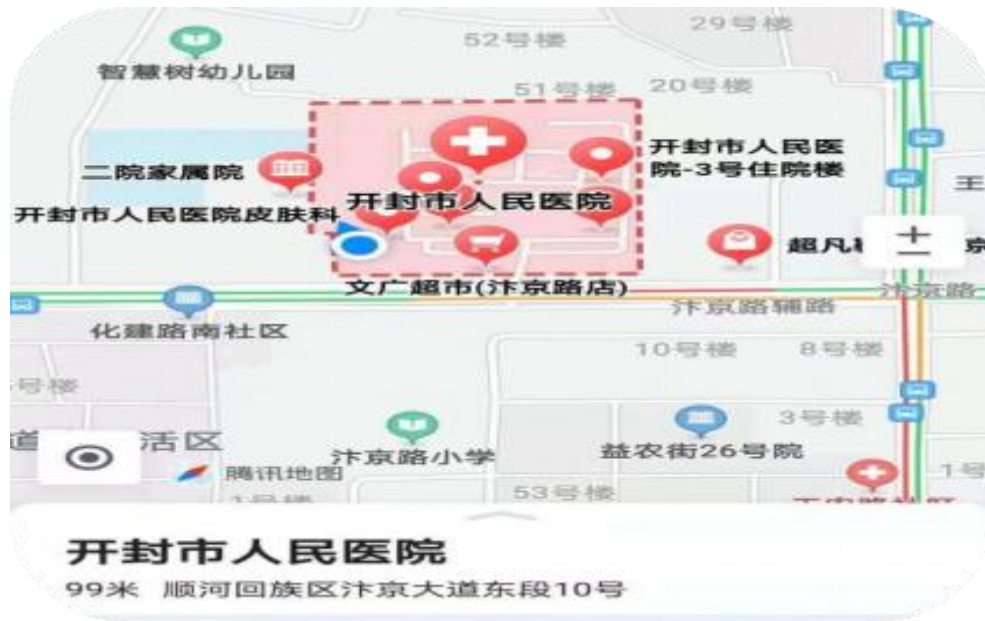 29号楼
52号楼
智慧树幼儿园
51号楼
20号楼
开封市人民医
院-3号住院楼
二院家属院
开封市人民医院
开封市人民医院皮肤科
超凡
京
文广超市(汴京路店)
汴京路
汴京路辅路
化建路南社区
10号楼
8号楼
号楼
3号楼
道
活区
汴京路小学
益农街26号院
腾讯地图
53号楼
1号
1号楼
开封市人民医院
99米 顺河回族区汴京大道东段10号